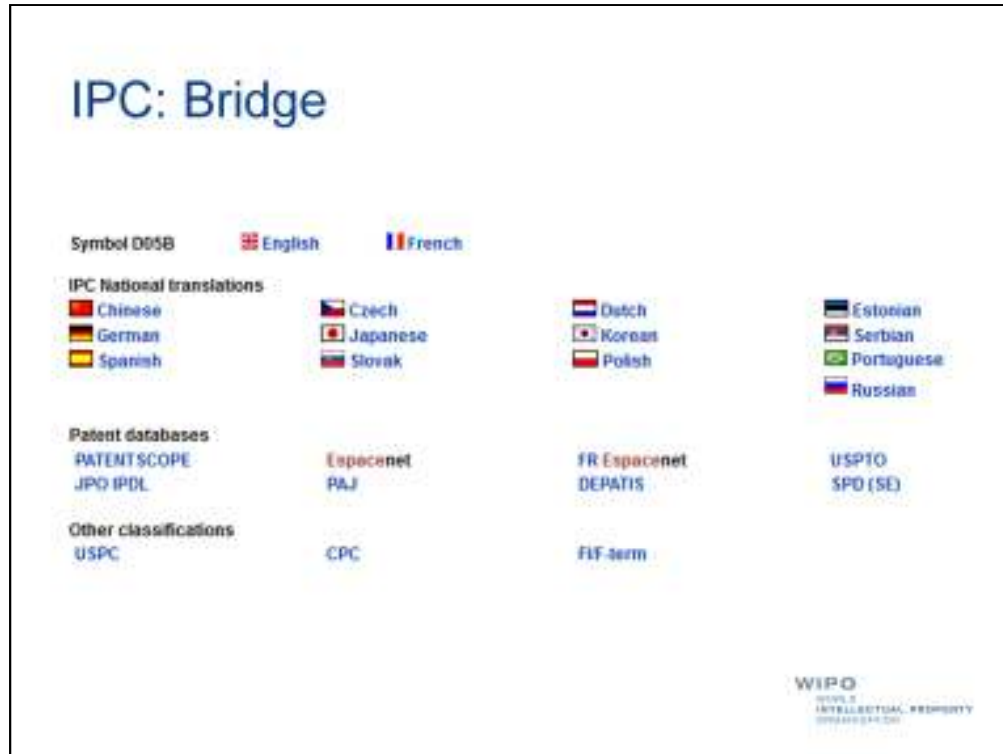 IPC: Bridge
Symbol D05B English French
IPC National translations
Chinese Czech Dutch Estonian
German Japanese Korean Serbian
Spanish Slovak Polish Portuguese
Russian
Patent databases
PATENTSCOPE Espacenet FR Espacenet USPTO
JPO IPDL PAJ DEPATIS SPD (SE)
Other classifications
USPC CPC FI/F-term
WIPO
WORLD
INTELLECTUAL PROPERTY
ORGANIZATION